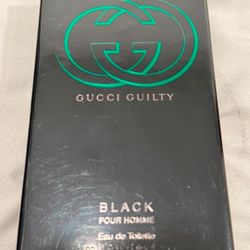 GUCCI GUILTY
BLACK
POUR HOMME
Eau de Toilette